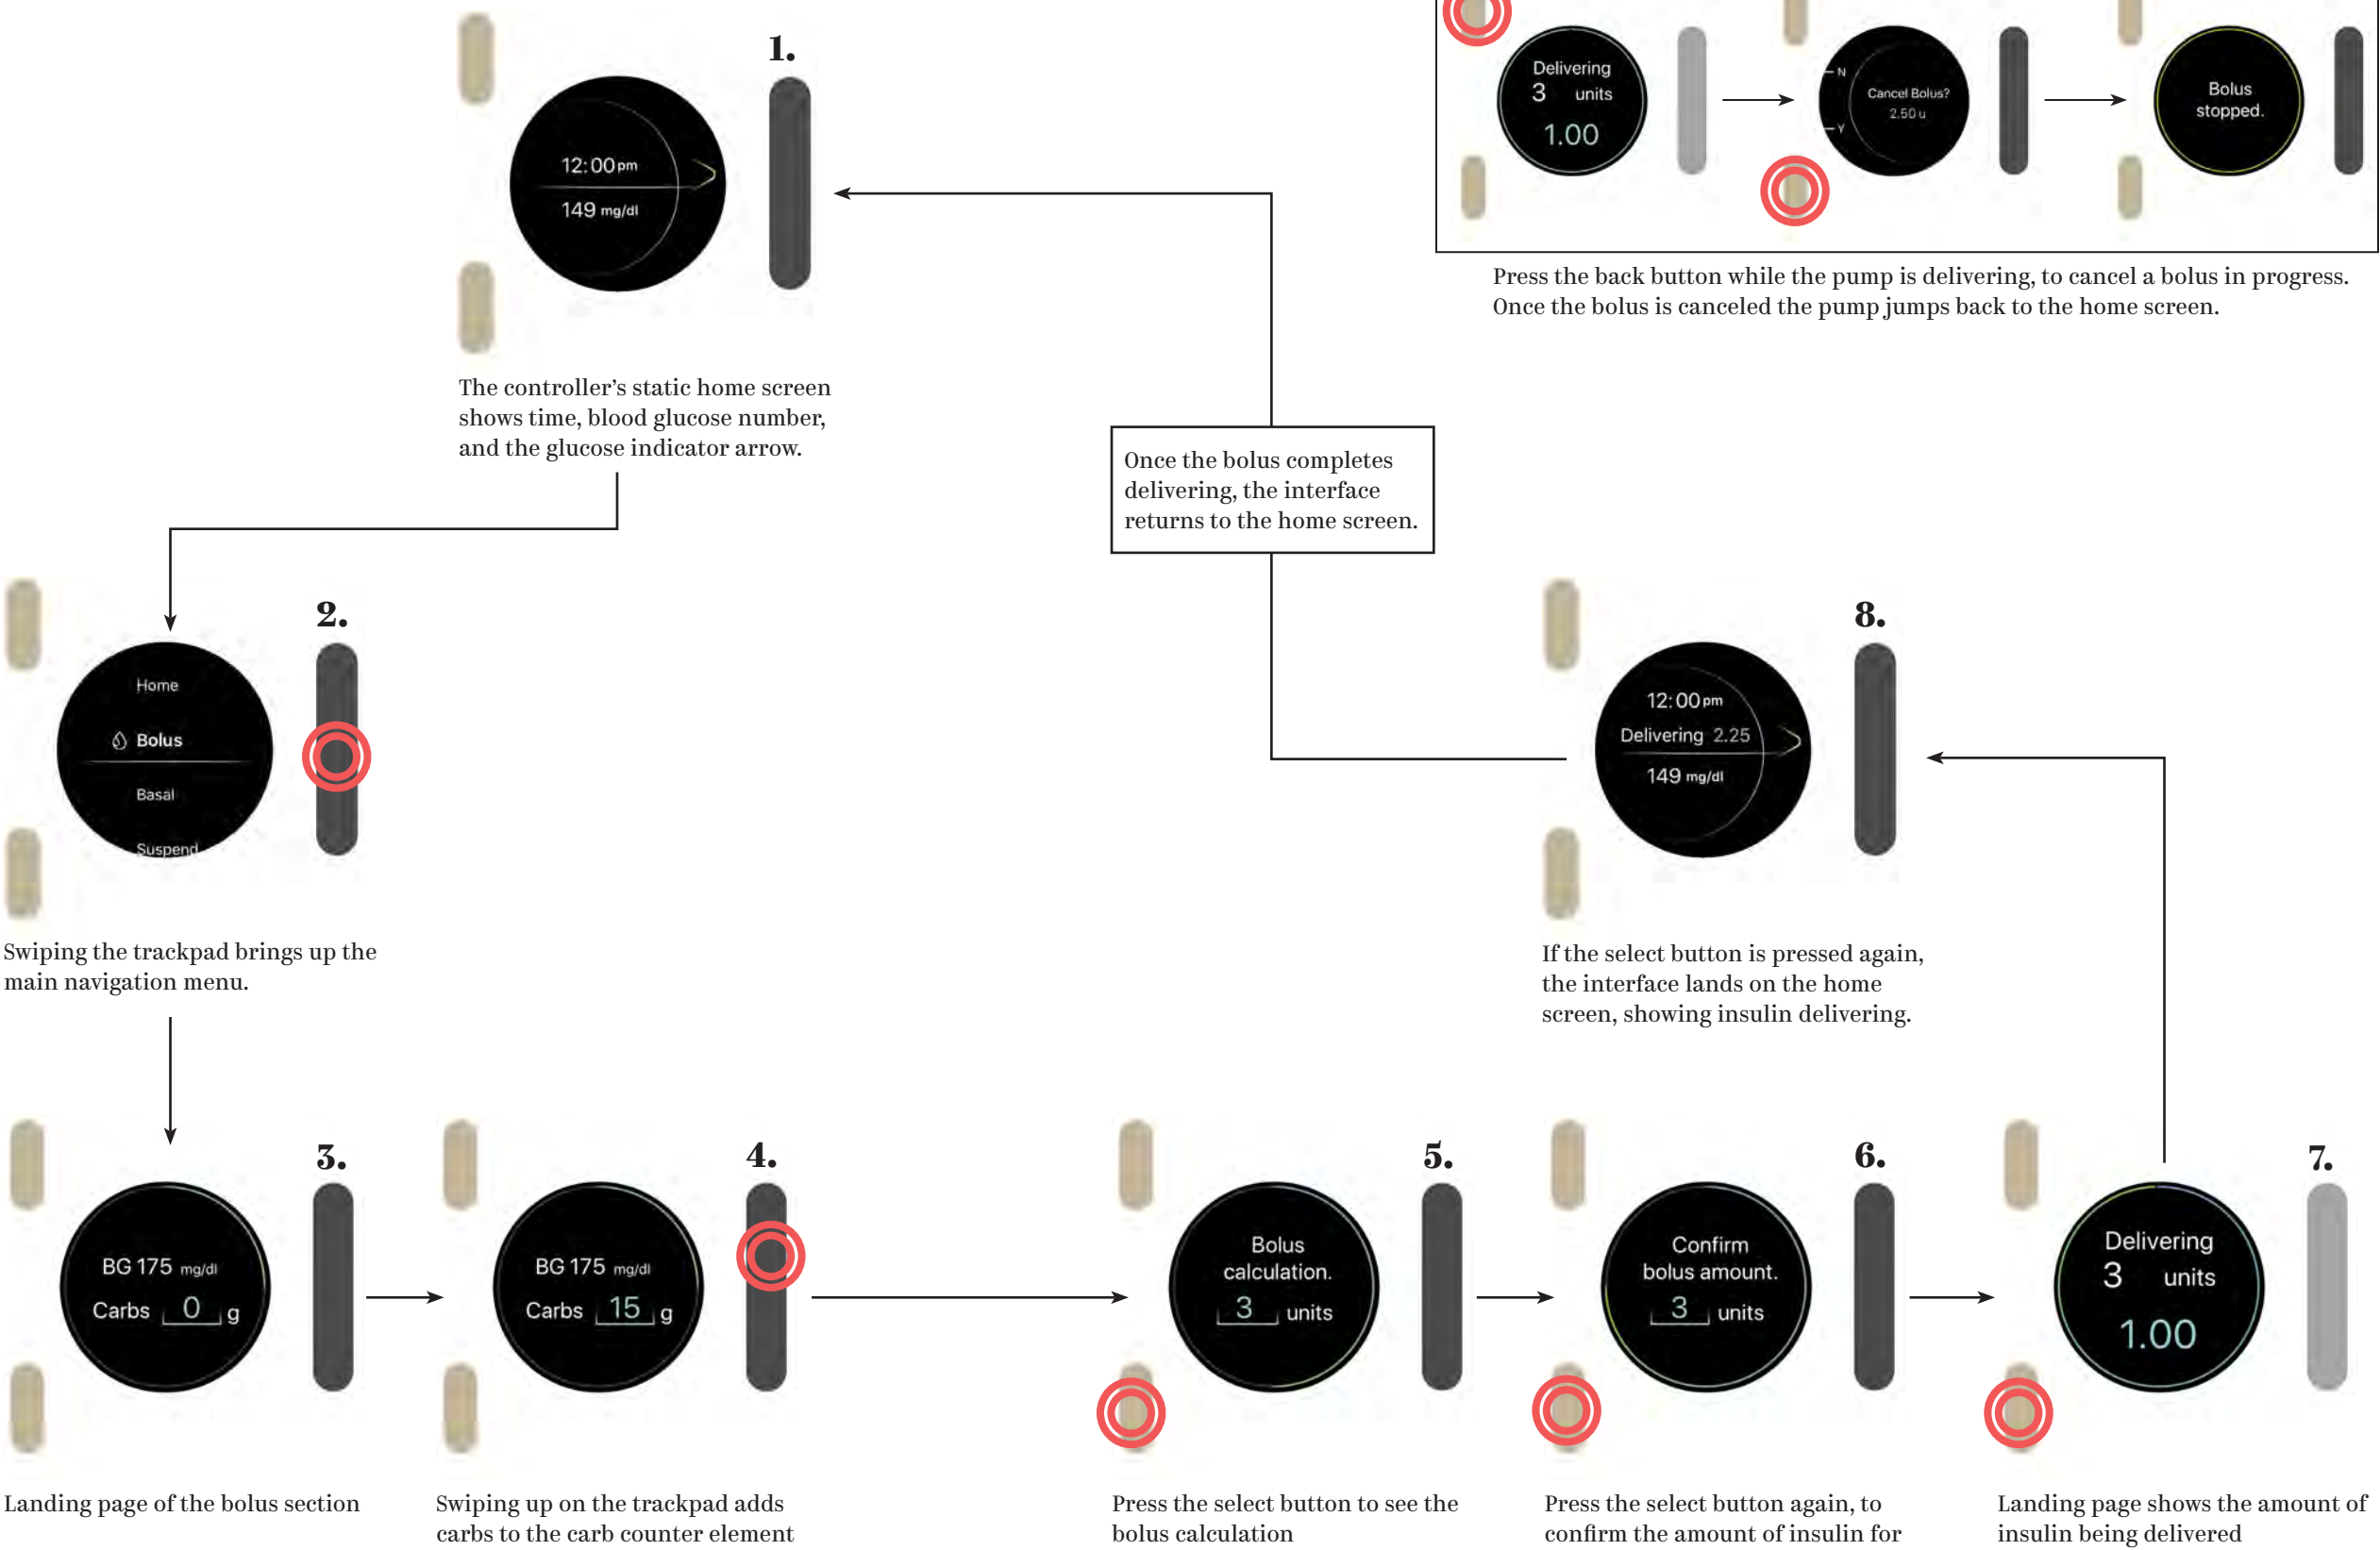 1.
12:00 pm
149 mg/dl
The controller's static home screen
shows time, blood glucose number,
and the glucose indicator arrow.
Delivering
3 units
1.00
N
Cancel Bolus?
2.50 u
Y
Bolus
stopped.
Press the back button while the pump is delivering, to cancel a bolus in progress.
Once the bolus is canceled the pump jumps back to the home screen.
Once the bolus completes
delivering, the interface
returns to the home screen.
2.
Home
Bolus
Basal
Suspend
Swiping the trackpad brings up the
main navigation menu.
8.
12:00 pm
Delivering 2.25
149 mg/dl
If the select button is pressed again,
the interface lands on the home
screen, showing insulin delivering.
3.
BG 175 mg/dl
Carbs 0 g
Landing page of the bolus section
4.
BG 175 mg/dl
Carbs 15 g
Swiping up on the trackpad adds
carbs to the carb counter element
5.
Bolus
calculation.
3 units
Press the select button to see the
bolus calculation
6.
Confirm
bolus amount.
3 units
Press the select button again, to
confirm the amount of insulin for
7.
Delivering
3 units
1.00
Landing page shows the amount of
insulin being delivered